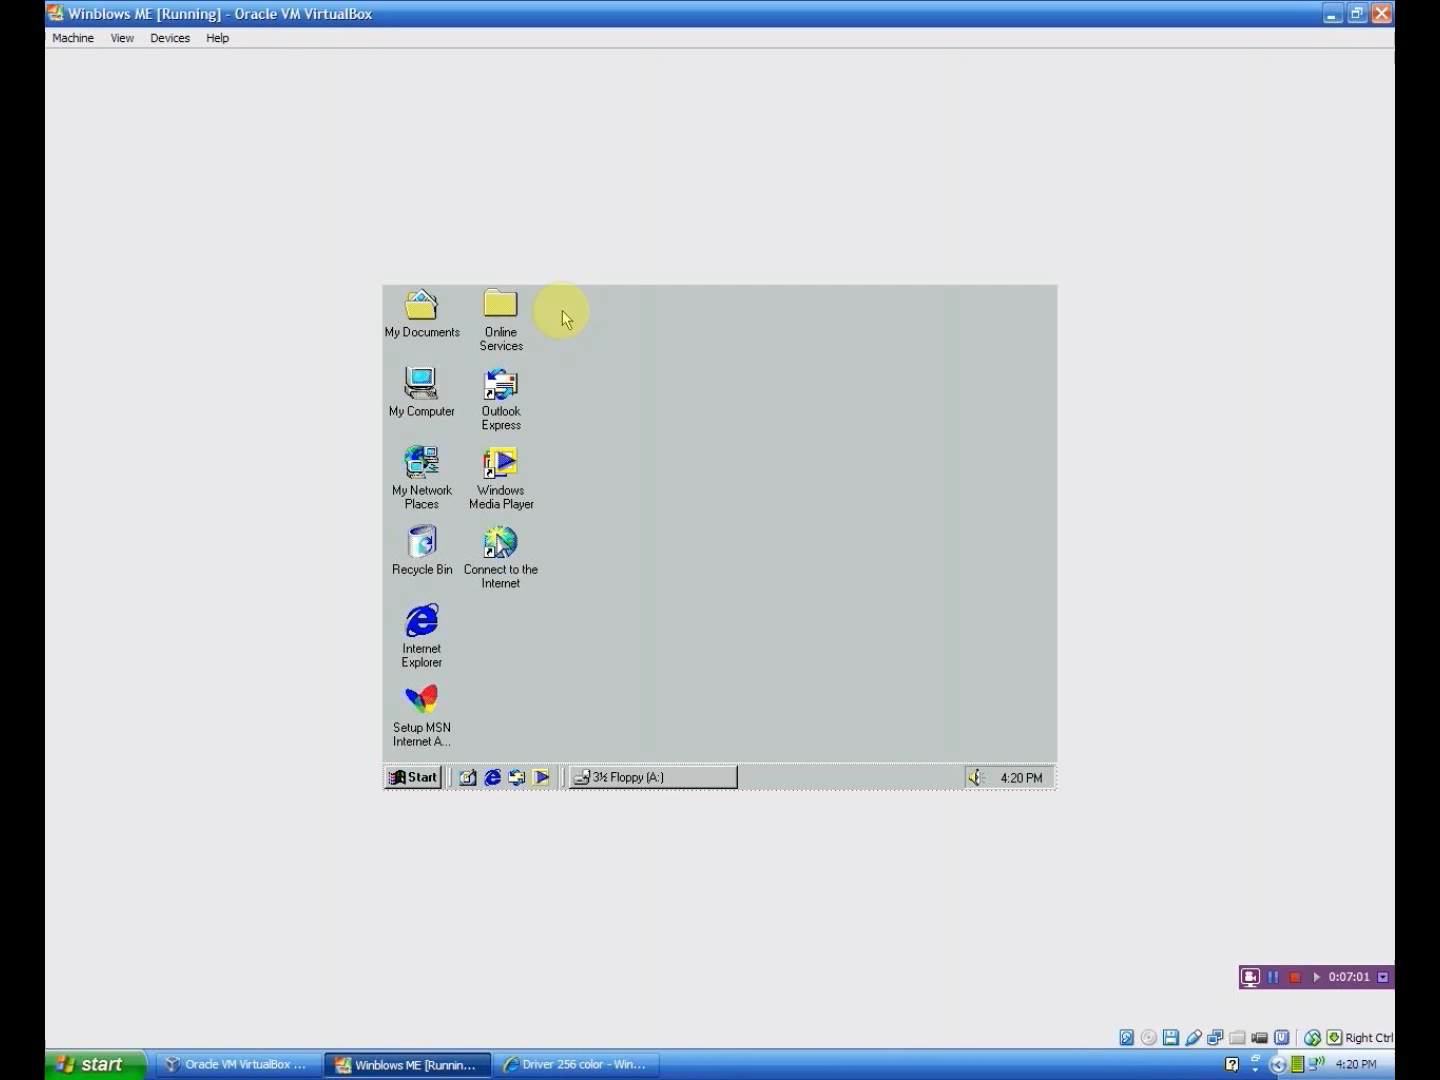 Winblows ME [Running] - Oracle VM VirtualBox
Machine View Devices Help
My Documents
Online
Services
My Computer
Outlook
Express
My Network
Places
Windows
Media Player
Recycle Bin
Connect to the
Internet
Internet
Explorer
Setup MSN
Internet A...
Start 3½ Floppy (A:) 4:20 PM
0:07:01
Right Ctrl
start Oracle VM VirtualBox ... Winblows ME [Runnin... Driver 256 color - Win... 4:20 PM